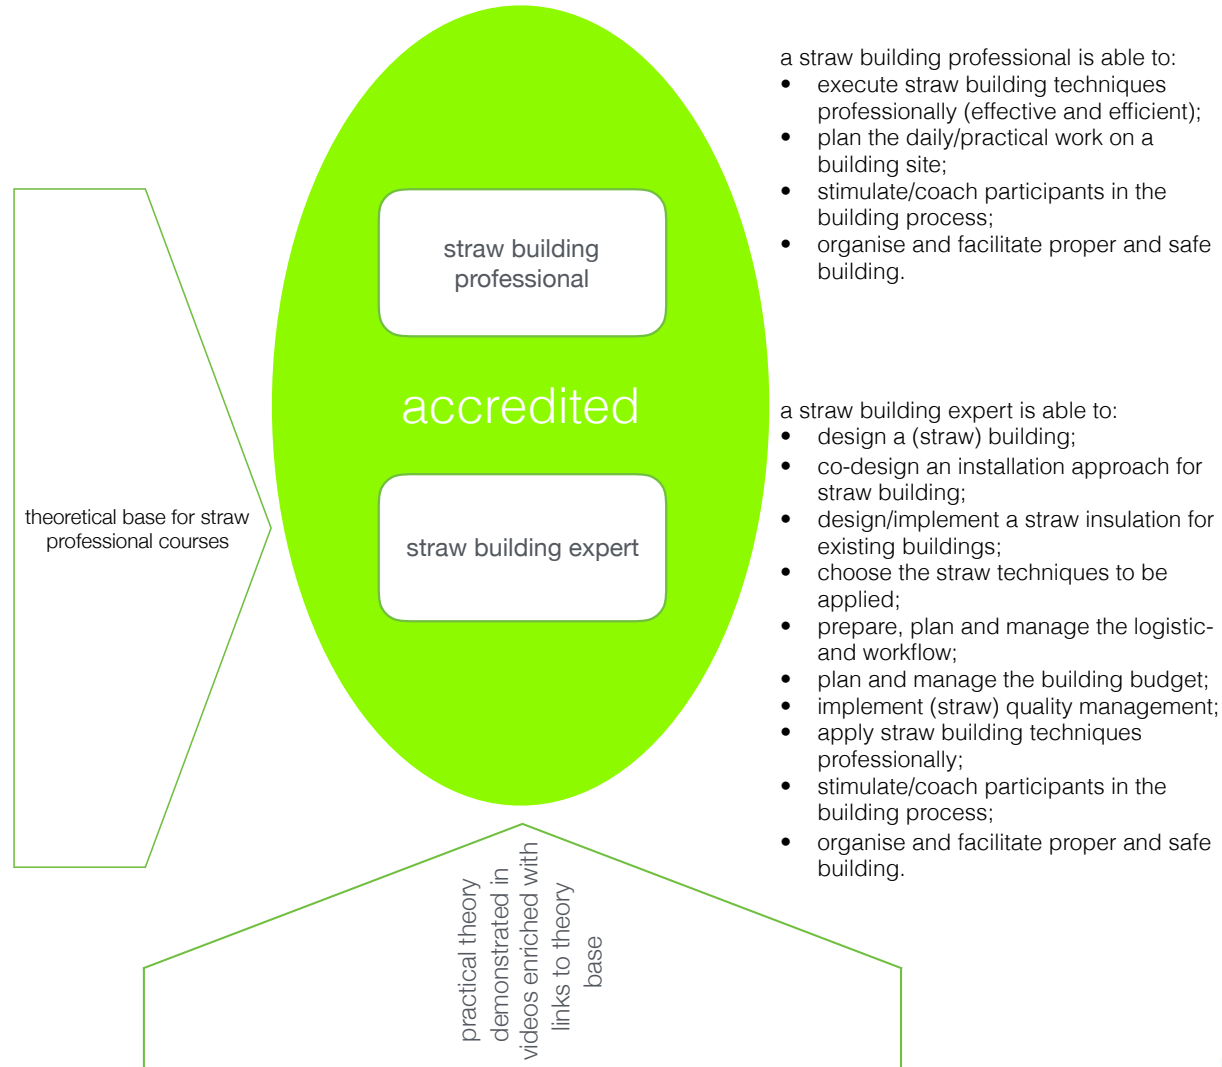 a straw building professional is able to:
• execute straw building techniques
professionally (effective and efficient);
• plan the daily/practical work on a
building site;
• stimulate/coach participants in the
building process;
• organise and facilitate proper and safe
building.
straw building
professional
accredited
straw building expert
theoretical base for straw
professional courses
a straw building expert is able to:
• design a (straw) building;
• co-design an installation approach for
straw building;
• design/implement a straw insulation for
existing buildings;
• choose the straw techniques to be
applied;
• prepare, plan and manage the logistic-
and workflow;
• plan and manage the building budget;
• implement (straw) quality management;
• apply straw building techniques
professionally;
• stimulate/coach participants in the
building process;
• organise and facilitate proper and safe
building.
practical theory
demonstrated in
videos enriched with
links to theory
base